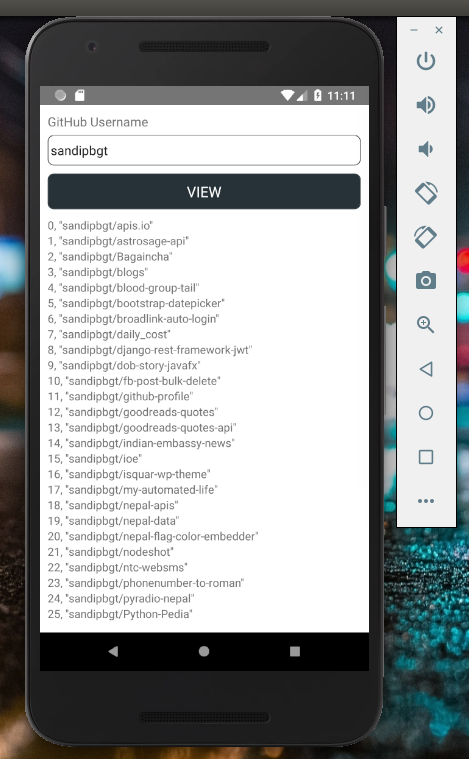 11:11
GitHub Username
sandipbgt
VIEW
0, "sandipbgt/apis.io"
1, "sandipbgt/astrosage-api"
2, "sandipbgt/Bagaincha"
3, "sandipbgt/blogs"
4, "sandipbgt/blood-group-tail"
5, "sandipbgt/bootstrap-datepicker"
6, "sandipbgt/broadlink-auto-login"
7, "sandipbgt/daily_cost"
8, "sandipbgt/django-rest-framework-jwt"
9, "sandipbgt/dob-story-javafx"
10, "sandipbgt/fb-post-bulk-delete"
11, "sandipbgt/github-profile"
12, "sandipbgt/goodreads-quotes"
13, "sandipbgt/goodreads-quotes-api"
14, "sandipbgt/indian-embassy-news"
15, "sandipbgt/ioe"
16, "sandipbgt/isquar-wp-theme"
17, "sandipbgt/my-automated-life"
18, "sandipbgt/nepal-apis"
19, "sandipbgt/nepal-data"
20, "sandipbgt/nepal-flag-color-embedder"
21, "sandipbgt/nodeshot"
22, "sandipbgt/ntc-websms"
23, "sandipbgt/phonenumber-to-roman"
24, "sandipbgt/pyradio-nepal"
25, "sandipbgt/Python-Pedia"